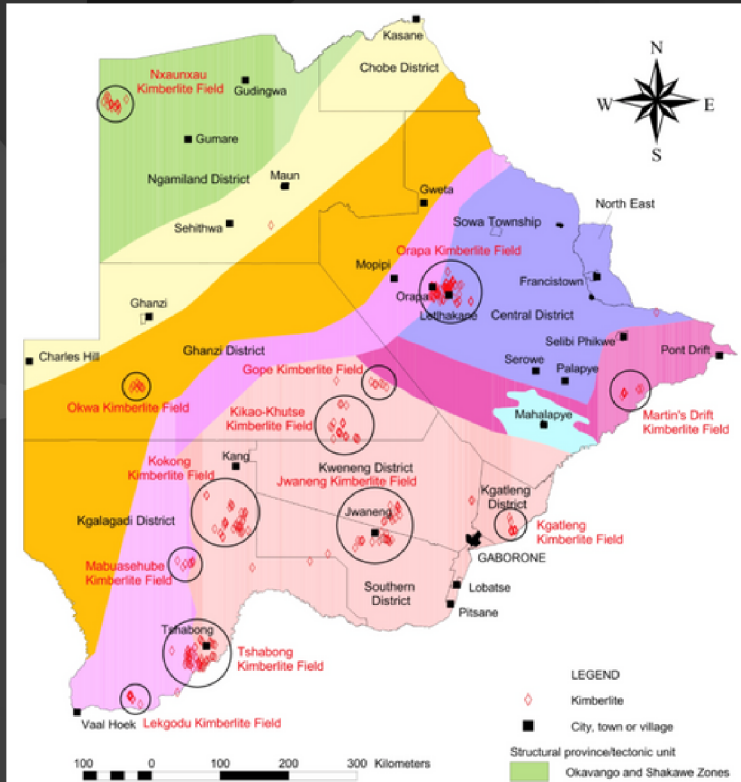 Kasane
Chobe District
N
W
E
S
Nxaunxau
Kimberlite Field
Gudingwa
Gumare
Ngamiland District
Maun
Sehithwa
Gweta
Sowa Township
North East
Orapa Kimberlite Field
Mopipi
Orapa
Letlhakane
Francistown
Central District
Ghanzi
Selibi Phikwe
Charles Hill
Ghanzi District
Pont Drift
Serowe
Palapye
Gope Kimberlite Field
Okwa Kimberlite Field
Kikao-Khutse
Kimberlite Field
Mahalapye
Martin's Drift
Kimberlite Field
Kokong
Kimberlite Field
Kang
Kweneng District
Jwaneng Kimberlite Field
Kgatleng
District
Kgalagadi District
Jwaneng
Kgatleng
Kimberlite Field
GABORONE
Mabuasehube
Kimberlite Field
Southern
District
Lobatse
Pitsane
Tshabong
Tshabong
Kimberlite Field
LEGEND
Kimberlite
Vaal Hoek
Lekgodu Kimberlite Field
City, town or village
Structural province/tectonic unit
100 0 100 200 300 Kilometers
Okavango and Shakawe Zones